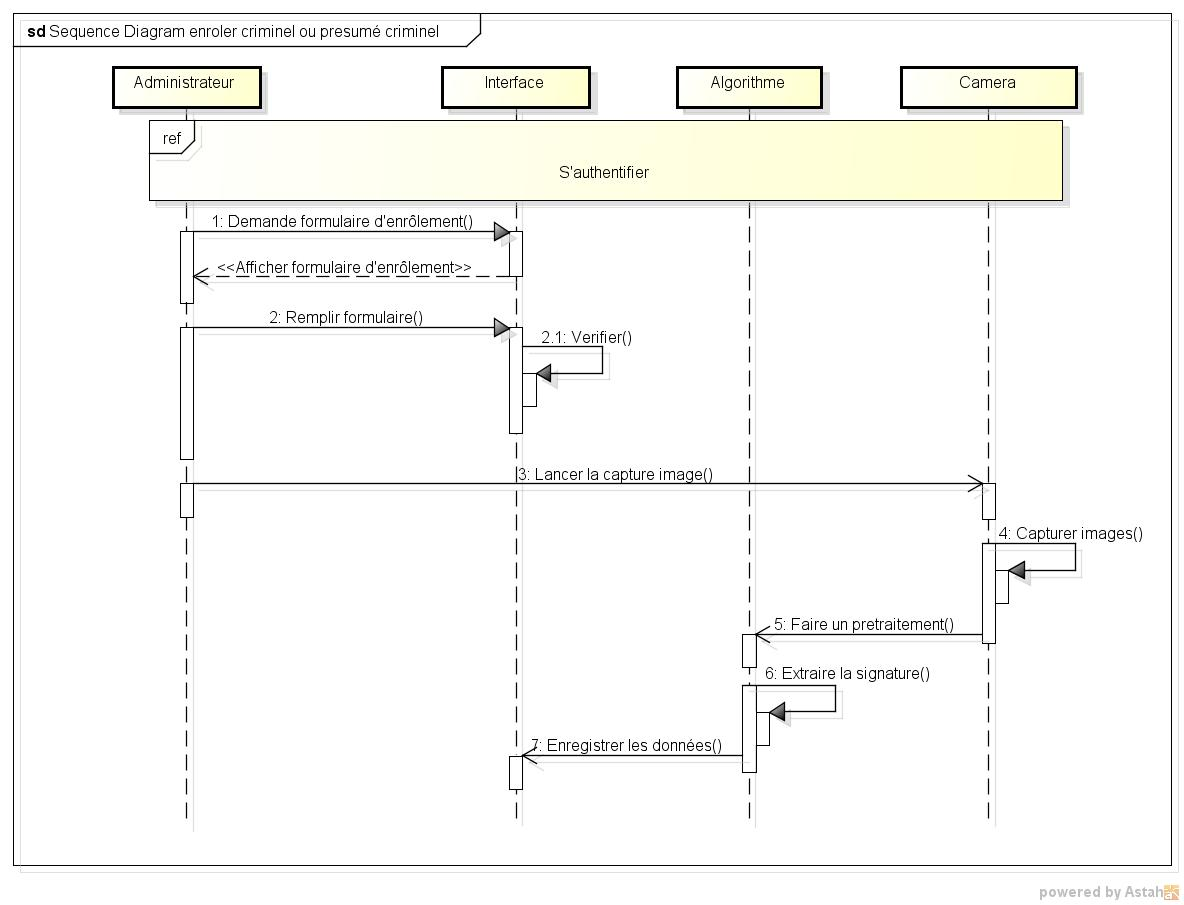 sd Sequence Diagram enroler criminel ou presumé criminel
Administrateur
Interface
Algorithme
Camera
ref
S'authentifier
1: Demande formulaire d'enrôlement()
<<Afficher formulaire d'enrôlement>>
2: Remplir formulaire()
2.1: Verifier()
3: Lancer la capture image()
4: Capturer images()
5: Faire un pretraitement()
6: Extraire la signature()
7: Enregistrer les données()
powered by Astah